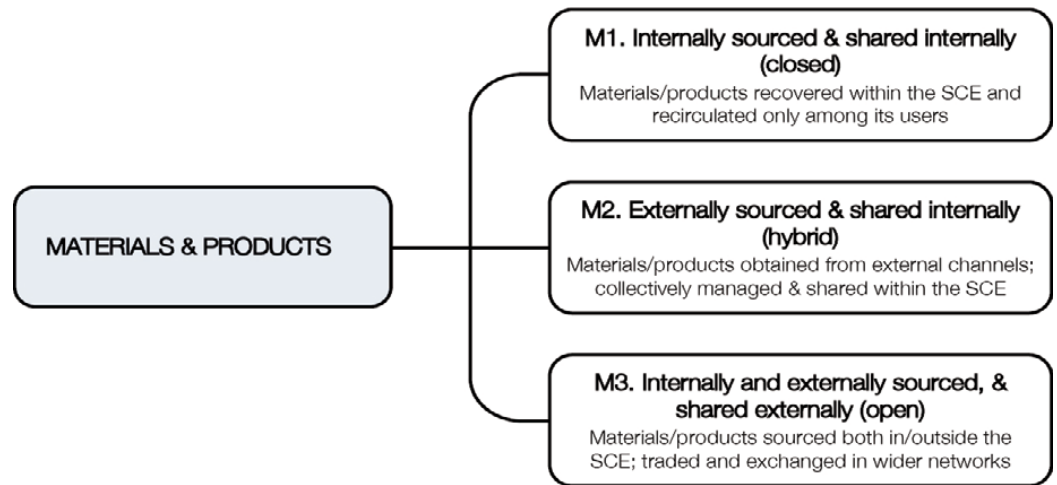 M1. Internally sourced & shared internally
(closed)
Materials/products recovered within the SCE and
recirculated only among its users
MATERIALS & PRODUCTS
M2. Externally sourced & shared internally
(hybrid)
Materials/products obtained from external channels;
collectively managed & shared within the SCE
M3. Internally and externally sourced, &
shared externally (open)
Materials/products sourced both in/outside the
SCE; traded and exchanged in wider networks